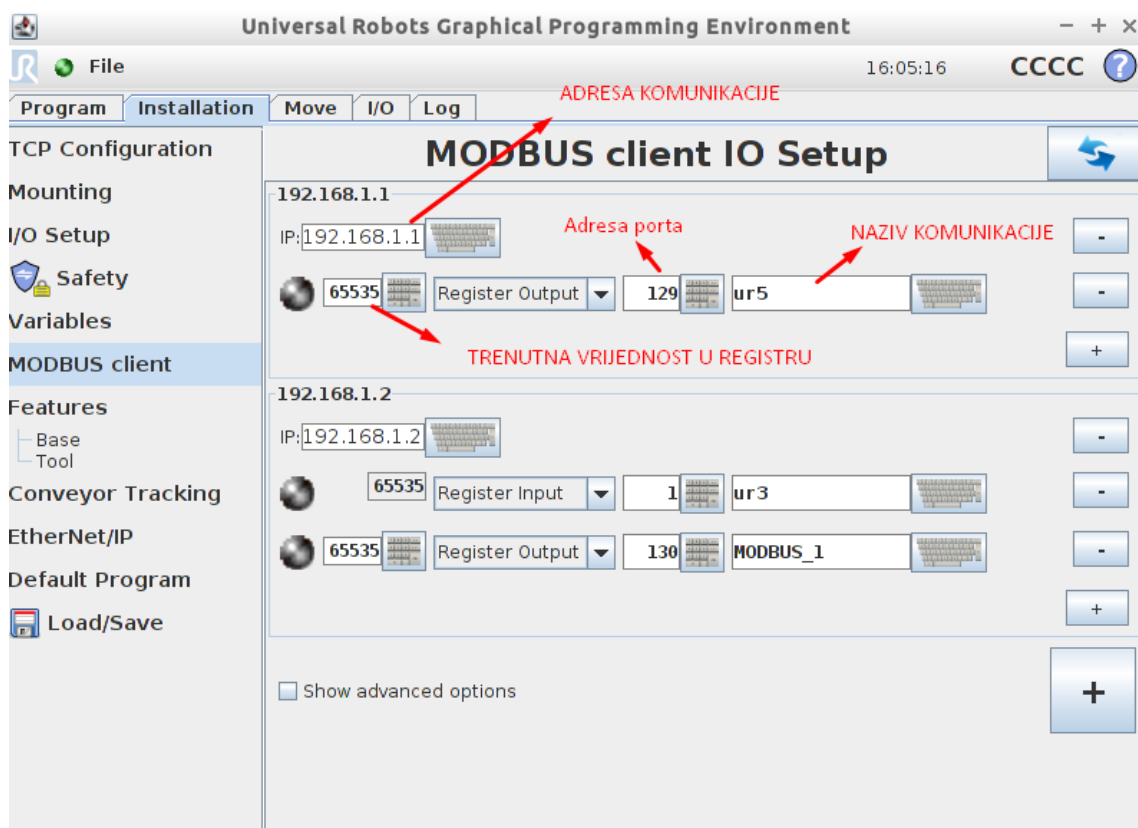 Universal Robots Graphical Programming Environment
File 16:05:16 CCCC ?
Program Installation Move I/O Log
ADRESA KOMUNIKACIJE
TCP Configuration
Mounting
I/O Setup
Safety
Variables
MODBUS client
Features
Base
Tool
Conveyor Tracking
EtherNet/IP
Default Program
Load/Save
MODBUS client IO Setup
192.168.1.1
IP: 192.168.1.1 -
Adresa porta
NAZIV KOMUNIKACIJE
65535 Register Output 129 ur5 -
TRENUTNA VRIJEDNOST U REGISTRU
+
192.168.1.2
IP: 192.168.1.2 -
65535 Register Input 1 ur3 -
65535 Register Output 130 MODBUS_1 -
+
Show advanced options
+